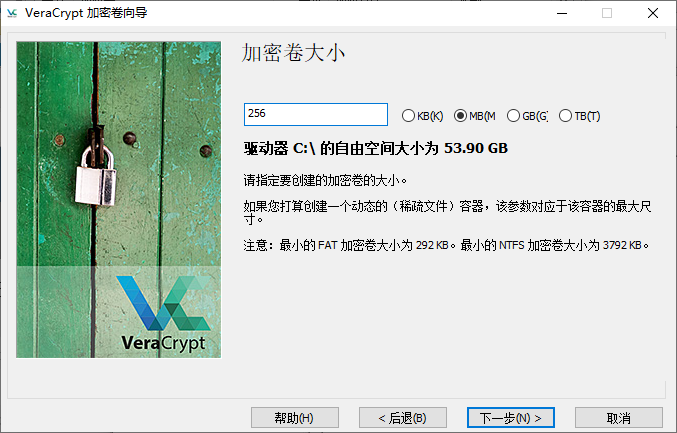 VeraCrypt 加密卷向导
加密卷大小
256
KB(K)
MB(M
GB(G)
TB(T)
驱动器 C:\ 的自由空间大小为 53.90 GB
请指定要创建的加密卷的大小。
如果您打算创建一个动态的（稀疏文件）容器，该参数对应于该容器的最大尺
寸。
注意：最小的 FAT 加密卷大小为 292 KB。最小的 NTFS 加密卷大小为 3792 KB。
VeraCrypt
帮助(H)
< 后退(B)
下一步(N) >
取消